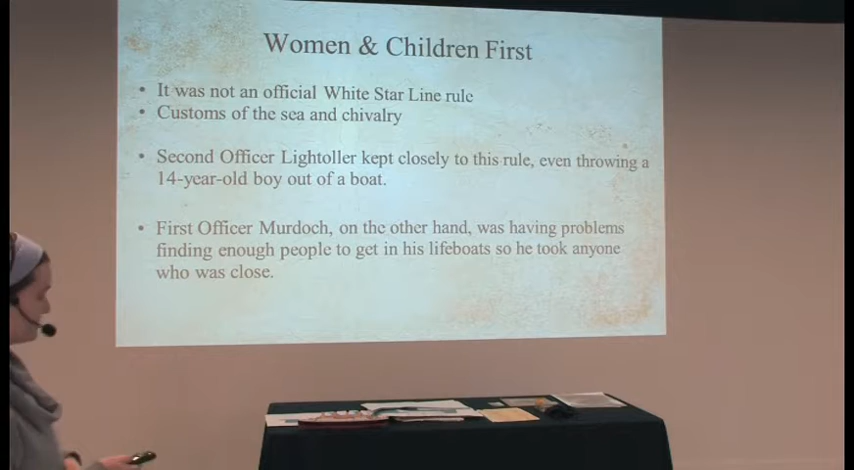 Women & Children First
• It was not an official White Star Line rule
• Customs of the sea and chivalry
• Second Officer Lightoller kept closely to this rule, even throwing a
14-year-old boy out of a boat.
• First Officer Murdoch, on the other hand, was having problems
finding enough people to get in his lifeboats so he took anyone
who was close.